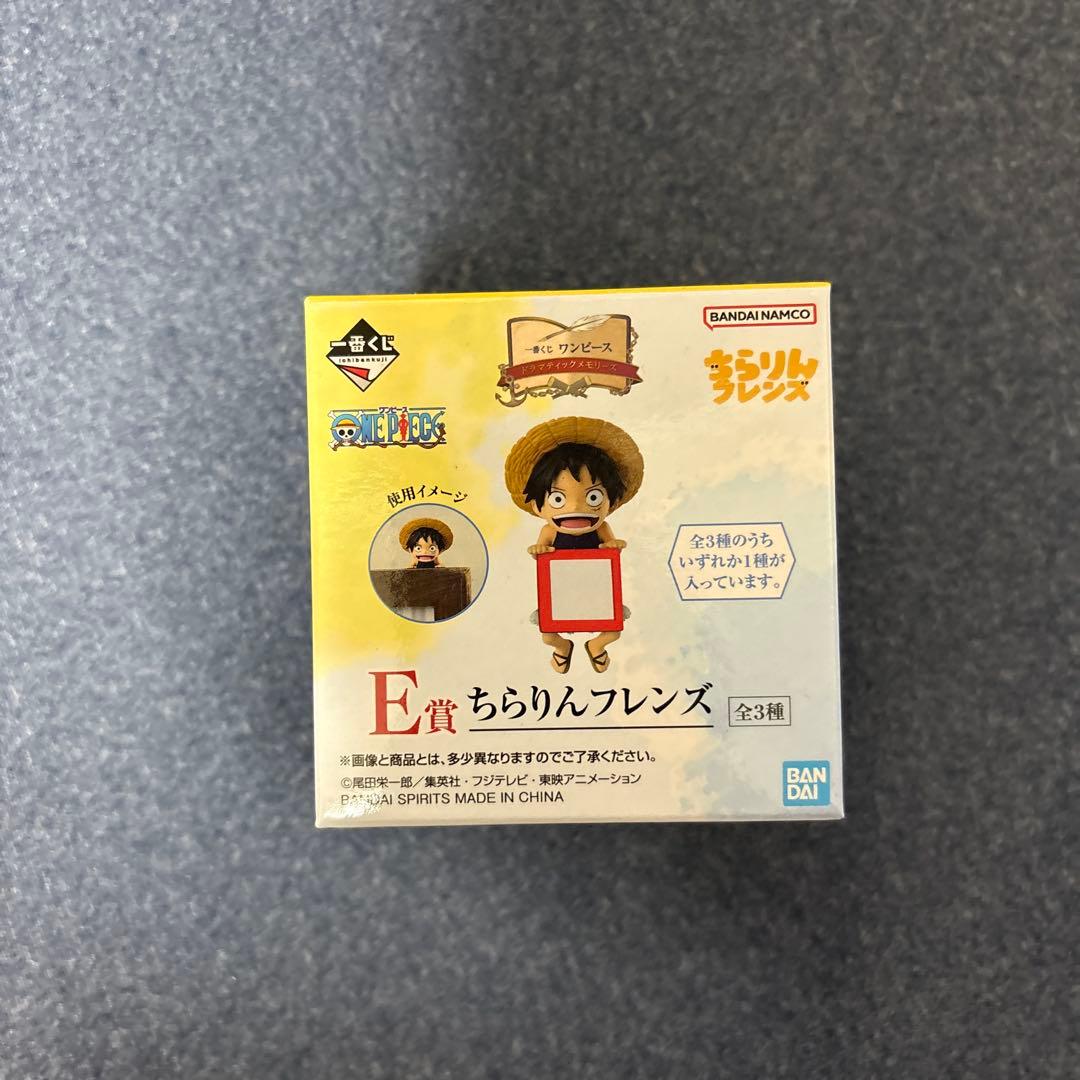 一番くじ
ichibankuji
ワンピース
ONE PIECE
一番くじ ワンピース
ドラマティックメモリーズ
BANDAI NAMCO
ちらりん
フレンズ
使用イメージ
全3種のうち
いずれか1種が
入っています。
E賞 ちらりんフレンズ 全3種
※画像と商品とは、多少異なりますのでご了承ください。
©尾田栄一郎／集英社・フジテレビ・東映アニメーション
BANDAI SPIRITS MADE IN CHINA
BAN
DAI